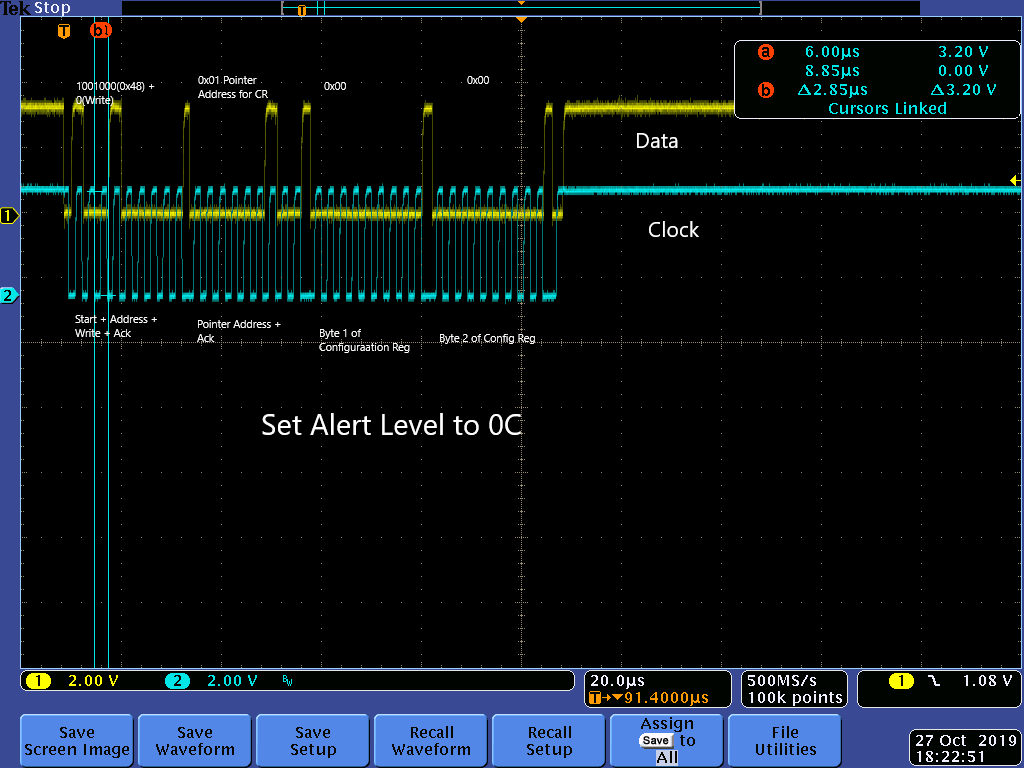 Tek Stop
T
T
b1
a 6.00µs 3.20 V
8.85µs 0.00 V
b Δ2.85µs Δ3.20 V
Cursors Linked
1001000(0x48) +
0(Write)
0x01 Pointer
Address for CR
0x00
0x00
Data
1
Clock
2
Start + Address +
Write + Ack
Pointer Address +
Ack
Byte 1 of
Configuraation Reg
Byte 2 of Config Reg
Set Alert Level to 0C
1 2.00 V 2 2.00 V BW
20.0µs
T→▼91.4000µs
500MS/s
100k points
1 1.08 V
Save
Screen Image
Save
Waveform
Save
Setup
Recall
Waveform
Recall
Setup
Assign
Save to
All
File
Utilities
27 Oct 2019
18:22:51